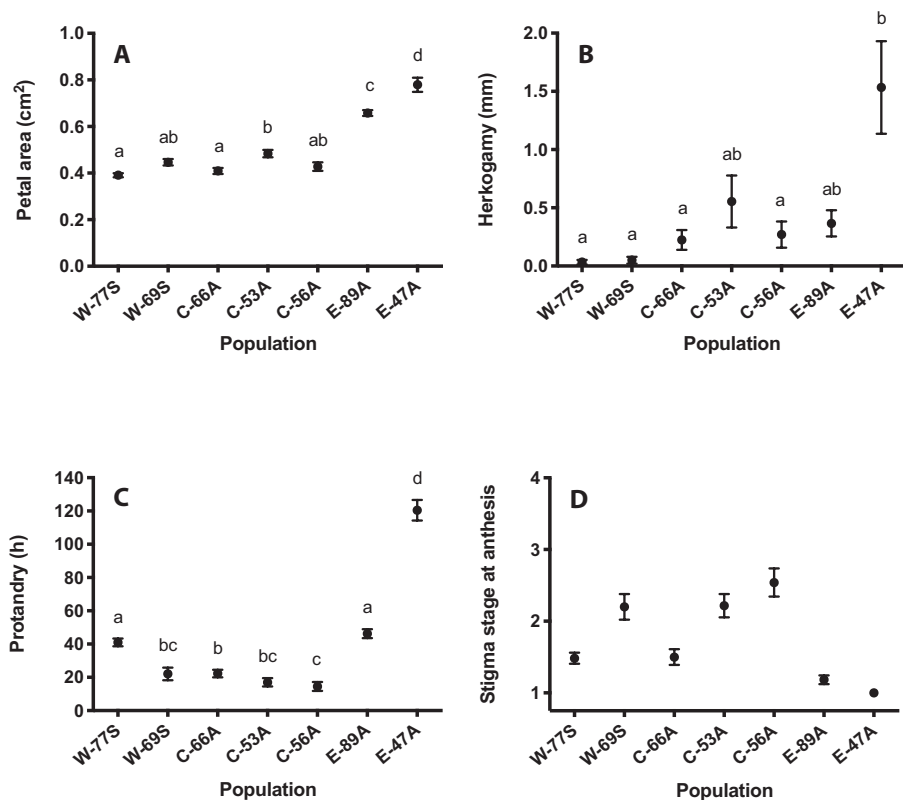 A
Petal area (cm²)
0.0
0.2
0.4
0.6
0.8
1.0
a
ab
a
b
ab
c
d
W-77S
W-69S
C-66A
C-53A
C-56A
E-89A
E-47A
Population
B
Herkogamy (mm)
0.0
0.5
1.0
1.5
2.0
a
a
a
ab
a
ab
b
W-77S
W-69S
C-66A
C-53A
C-56A
E-89A
E-47A
Population
C
Protandry (h)
0
20
40
60
80
100
120
140
a
bc
b
bc
c
a
d
W-77S
W-69S
C-66A
C-53A
C-56A
E-89A
E-47A
Population
D
Stigma stage at anthesis
1
2
3
4
W-77S
W-69S
C-66A
C-53A
C-56A
E-89A
E-47A
Population